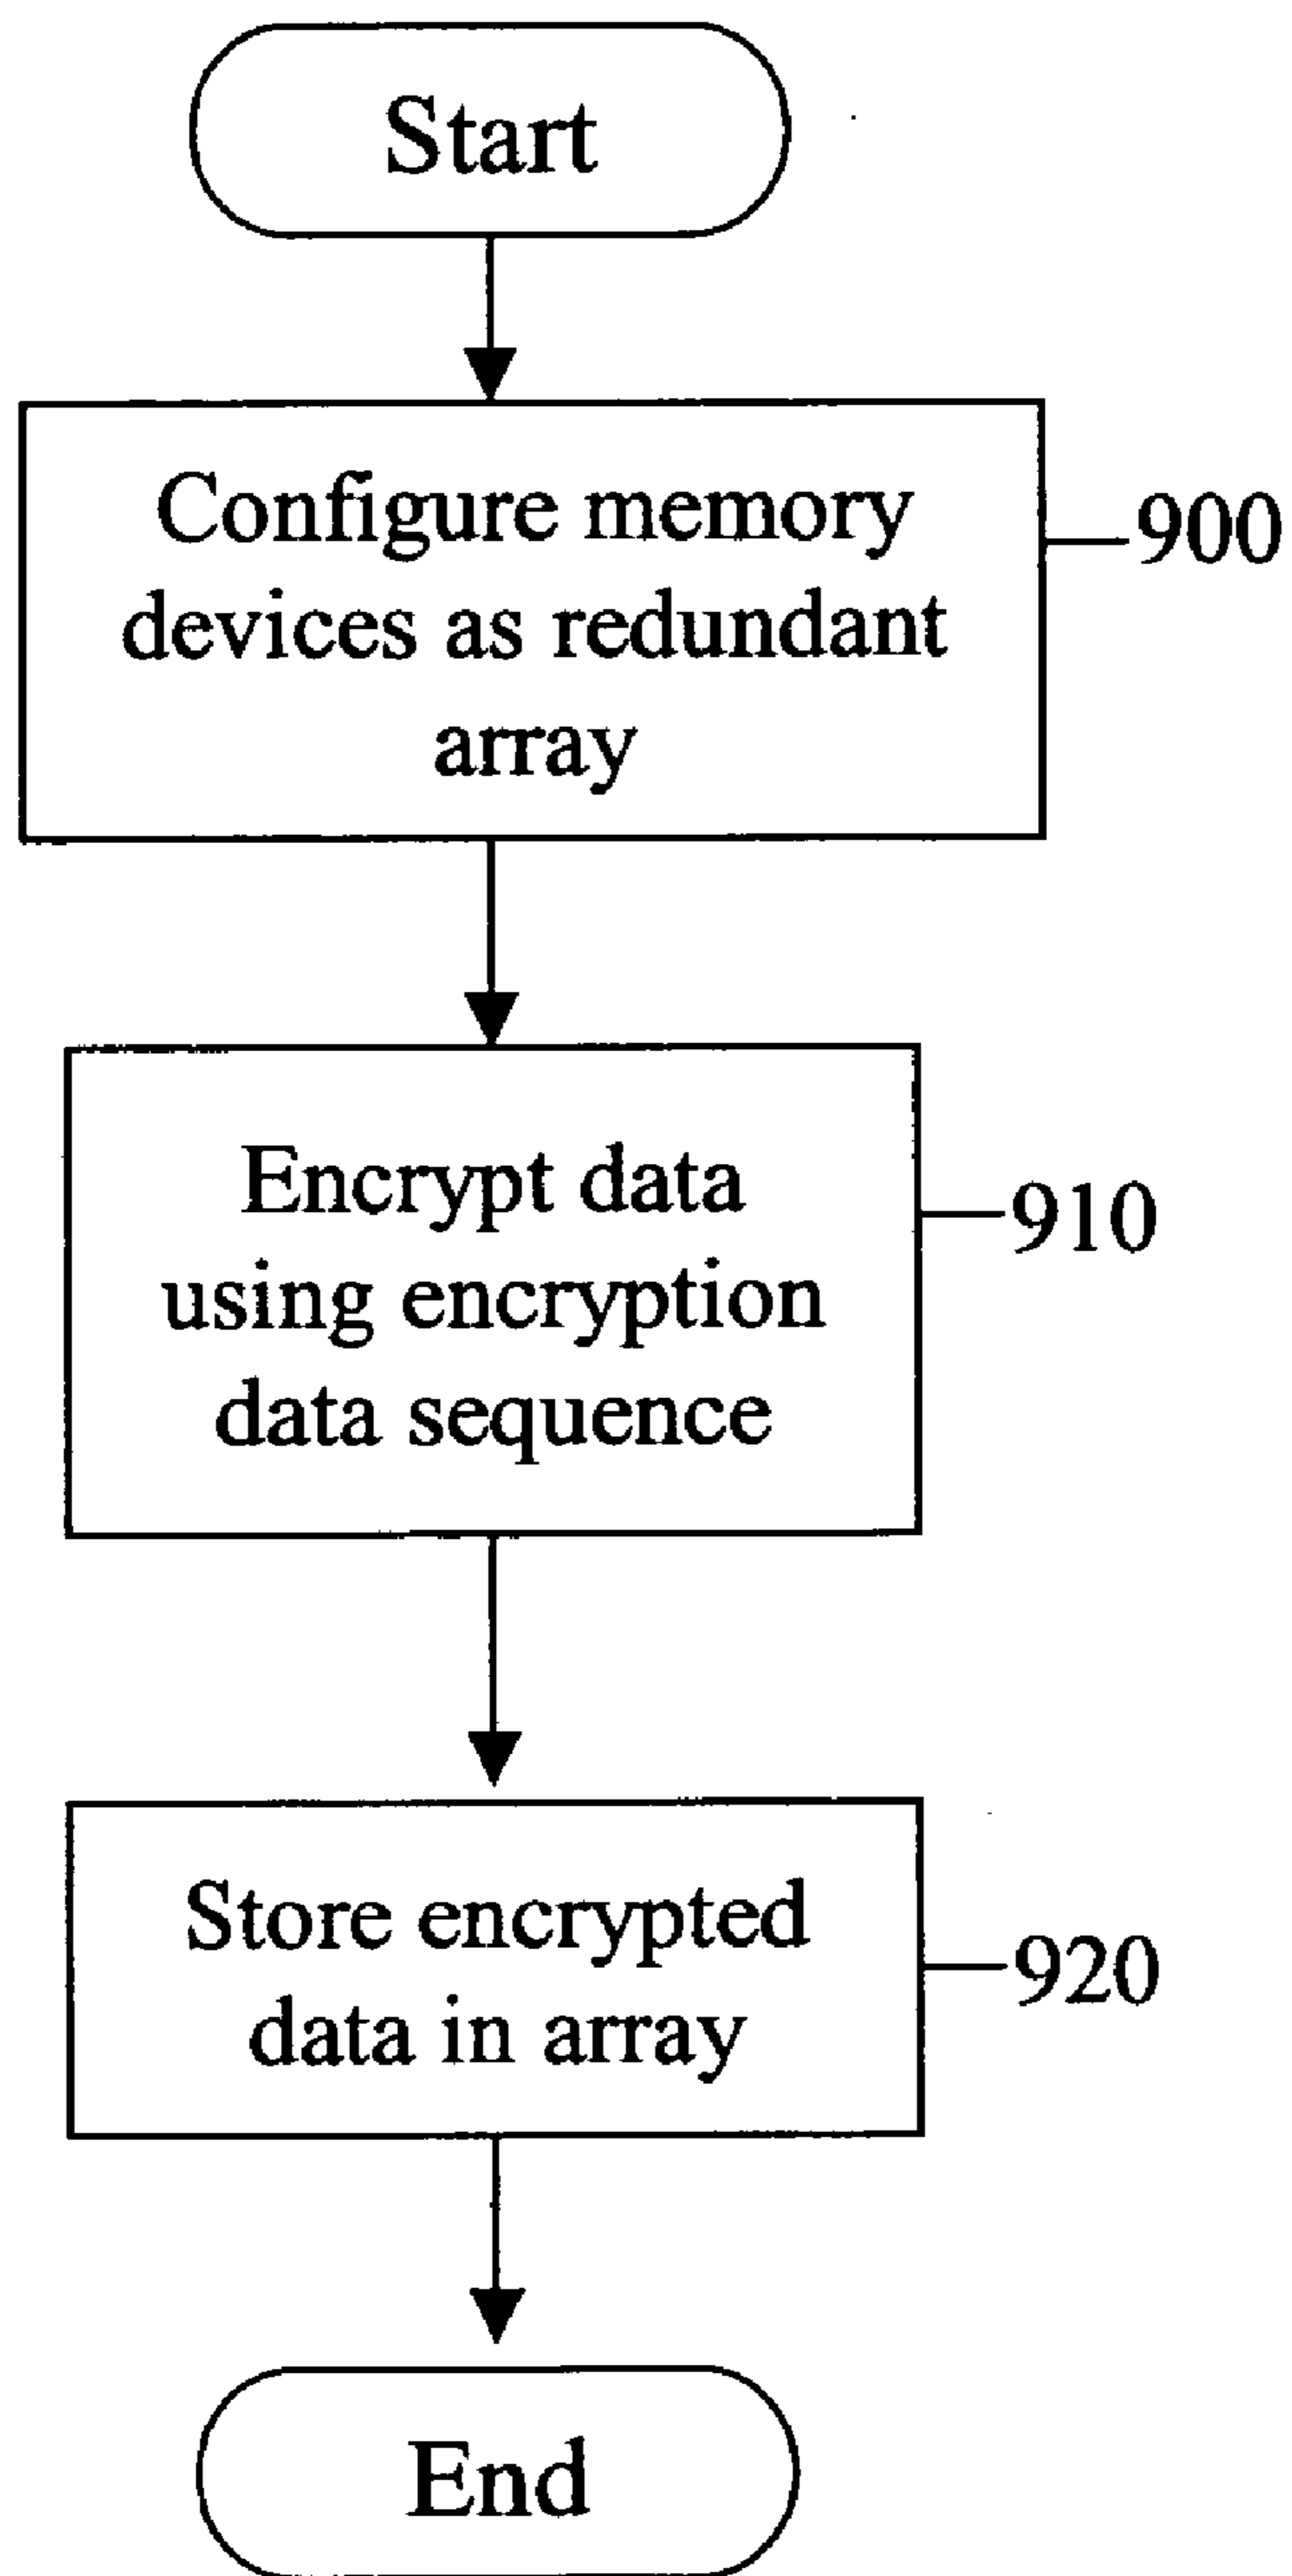 Start
Configure memory
devices as redundant
array
900
Encrypt data
using encryption
data sequence
910
Store encrypted
data in array
920
End